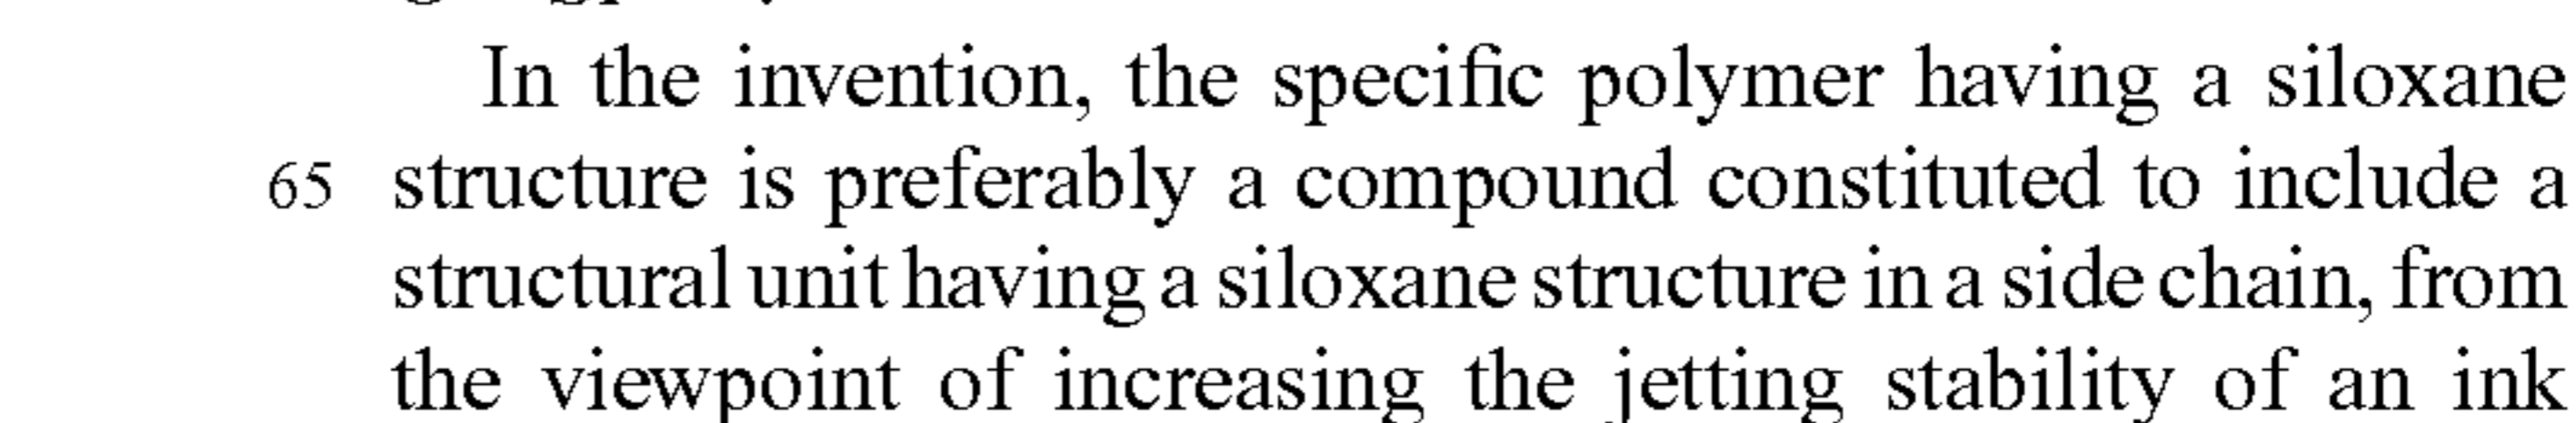 In the invention, the specific polymer having a siloxane
65 structure is preferably a compound constituted to include a
structural unit having a siloxane structure in a side chain, from
the viewpoint of increasing the jetting stability of an ink